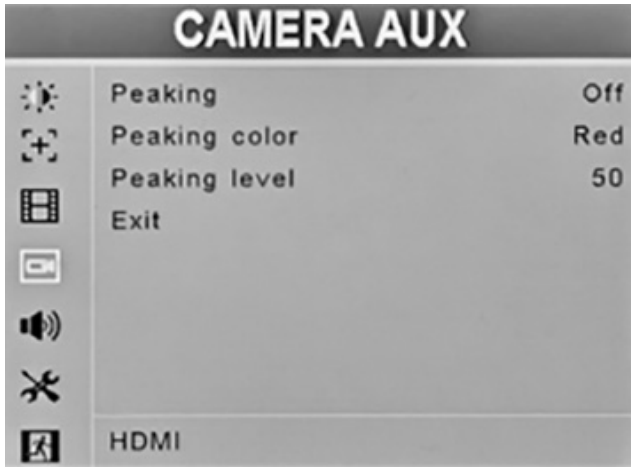 CAMERA AUX
Peaking Off
Peaking color Red
Peaking level 50
Exit
HDMI